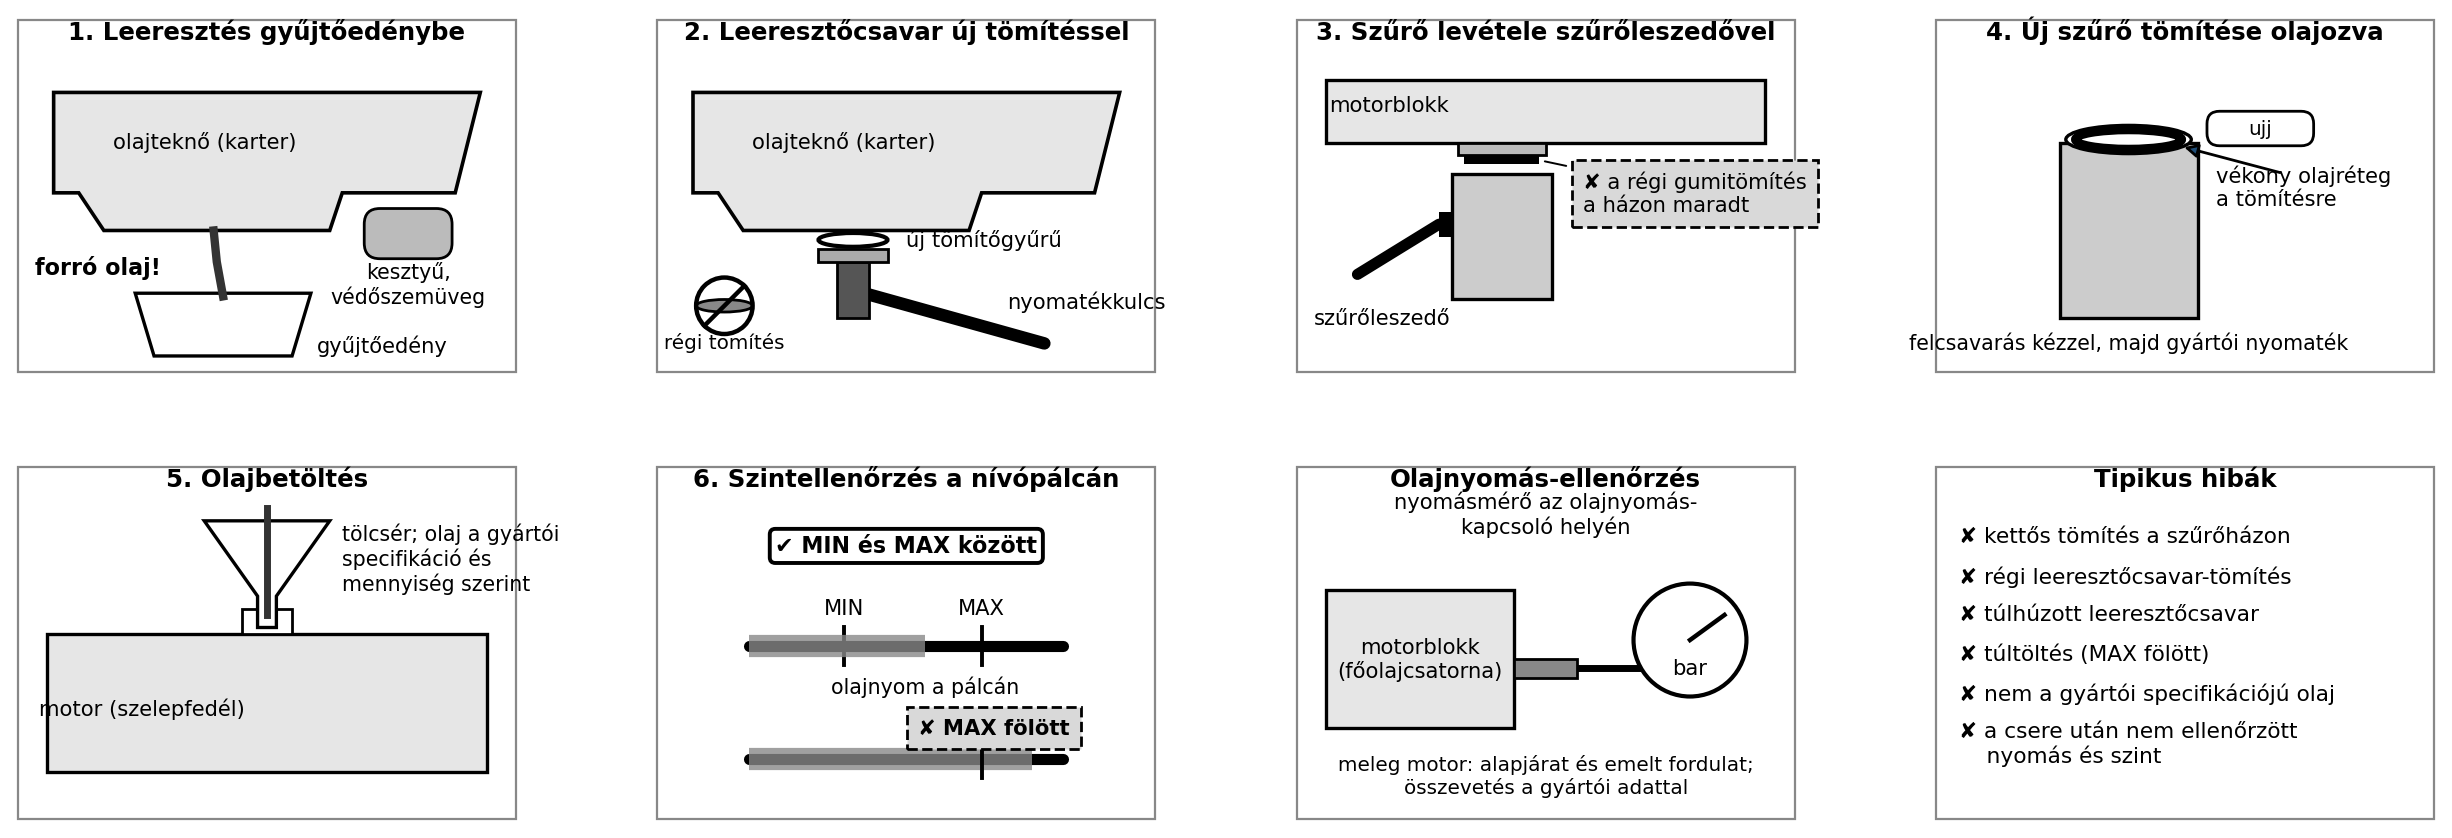 1. Leeresztés gyűjtőedénybe
olajteknő (karter)
forró olaj!
kesztyű,
védőszemüveg
gyűjtőedény
2. Leeresztőcsavar új tömítéssel
olajteknő (karter)
új tömítőgyűrű
nyomatékkulcs
régi tömítés
3. Szűrő levétele szűrőleszedővel
motorblokk
✘ a régi gumitömítés
a házon maradt
szűrőleszedő
4. Új szűrő tömítése olajozva
ujj
vékony olajréteg
a tömítésre
felcsavarás kézzel, majd gyártói nyomaték
5. Olajbetöltés
tölcsér; olaj a gyártói
specifikáció és
mennyiség szerint
motor (szelepfedél)
6. Szintellenőrzés a nívópálcán
✔ MIN és MAX között
MIN MAX
olajnyom a pálcán
✘ MAX fölött
Olajnyomás-ellenőrzés
nyomásmérő az olajnyomás-
kapcsoló helyén
motorblokk
(főolajcsatorna)
bar
meleg motor: alapjárat és emelt fordulat;
összevetés a gyártói adattal
Tipikus hibák
✘ kettős tömítés a szűrőházon
✘ régi leeresztőcsavar-tömítés
✘ túlhúzott leeresztőcsavar
✘ túltöltés (MAX fölött)
✘ nem a gyártói specifikációjú olaj
✘ a csere után nem ellenőrzött
nyomás és szint